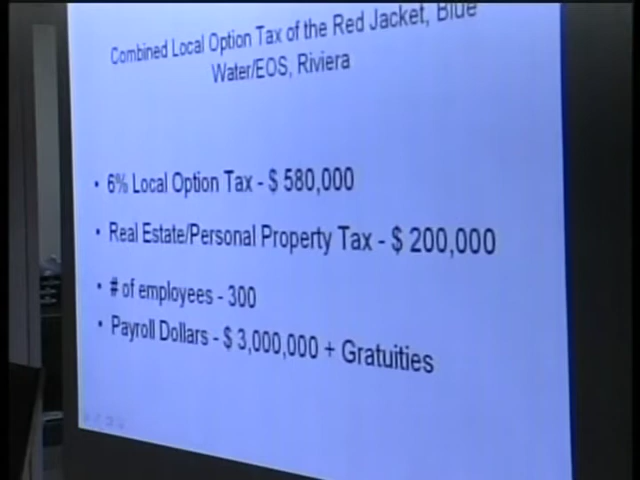 Combined Local Option Tax of the Red Jacket, Blue
Water/EOS, Riviera
• 6% Local Option Tax - $ 580,000
• Real Estate/Personal Property Tax - $ 200,000
• # of employees - 300
• Payroll Dollars - $ 3,000,000 + Gratuities